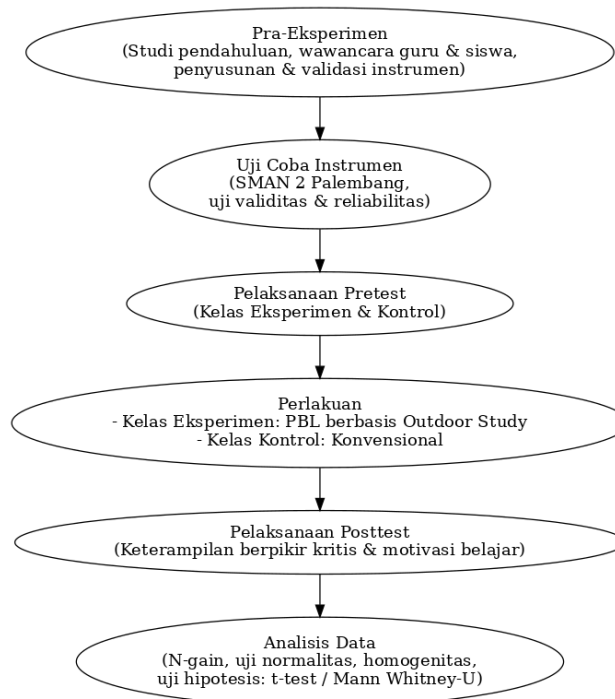 Pra-Eksperimen
(Studi pendahuluan, wawancara guru & siswa,
penyusunan & validasi instrumen)
Uji Coba Instrumen
(SMAN 2 Palembang,
uji validitas & reliabilitas)
Pelaksanaan Pretest
(Kelas Eksperimen & Kontrol)
Perlakuan
- Kelas Eksperimen: PBL berbasis Outdoor Study
- Kelas Kontrol: Konvensional
Pelaksanaan Posttest
(Keterampilan berpikir kritis & motivasi belajar)
Analisis Data
(N-gain, uji normalitas, homogenitas,
uji hipotesis: t-test / Mann Whitney-U)